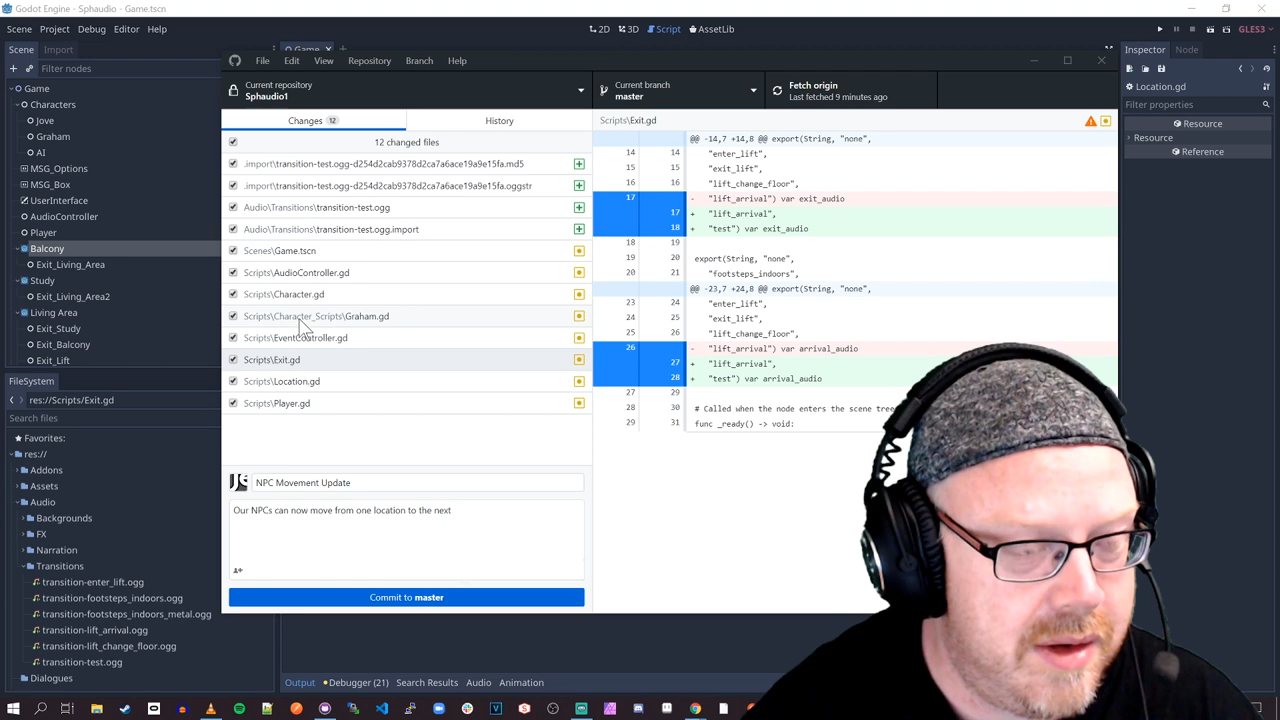 Godot Engine - Sphaudio - Game.tscn
Scene Project Debug Editor Help
2D 3D Script AssetLib
GLES3
Scene Import
Filter nodes
Game
Characters
Jove
Graham
AI
MSG_Options
MSG_Box
UserInterface
AudioController
Player
Balcony
Exit_Living_Area
Study
Exit_Living_Area2
Living Area
Exit_Study
Exit_Balcony
Exit_Lift
FileSystem
res://Scripts/Exit.gd
Search files
Favorites:
res://
Addons
Assets
Audio
Backgrounds
FX
Narration
Transitions
transition-enter_lift.ogg
transition-footsteps_indoors.ogg
transition-footsteps_indoors_metal.ogg
transition-lift_arrival.ogg
transition-lift_change_floor.ogg
transition-test.ogg
Dialogues
Game
File Edit View Repository Branch Help
Current repository
Sphaudio1
Current branch
master
Fetch origin
Last fetched 9 minutes ago
Changes 12
History
12 changed files
.import\transition-test.ogg-d254d2cab9378d2ca7a6ace19a9e15fa.md5
.import\transition-test.ogg-d254d2cab9378d2ca7a6ace19a9e15fa.oggstr
Audio\Transitions\transition-test.ogg
Audio\Transitions\transition-test.ogg.import
Scenes\Game.tscn
Scripts\AudioController.gd
Scripts\Character.gd
Scripts\Character_Scripts\Graham.gd
Scripts\EventController.gd
Scripts\Exit.gd
Scripts\Location.gd
Scripts\Player.gd
NPC Movement Update
Our NPCs can now move from one location to the next
Commit to master
Scripts\Exit.gd
@@ -14,7 +14,8 @@ export(String, "none",
14 14 "enter_lift",
15 15 "exit_lift",
16 16 "lift_change_floor",
17 - "lift_arrival") var exit_audio
17 + "lift_arrival",
18 + "test") var exit_audio
18 19
19 20 export(String, "none",
20 21 "footsteps_indoors",
@@ -23,7 +24,8 @@ export(String, "none",
23 24 "enter_lift",
24 25 "exit_lift",
25 26 "lift_change_floor",
26 - "lift_arrival") var arrival_audio
27 + "lift_arrival",
28 + "test") var arrival_audio
27 29
28 30 # Called when the node enters the scene tree
29 31 func _ready() -> void:
Output Debugger (21) Search Results Audio Animation
Inspector Node
Location.gd
Filter properties
Resource
Resource
Reference